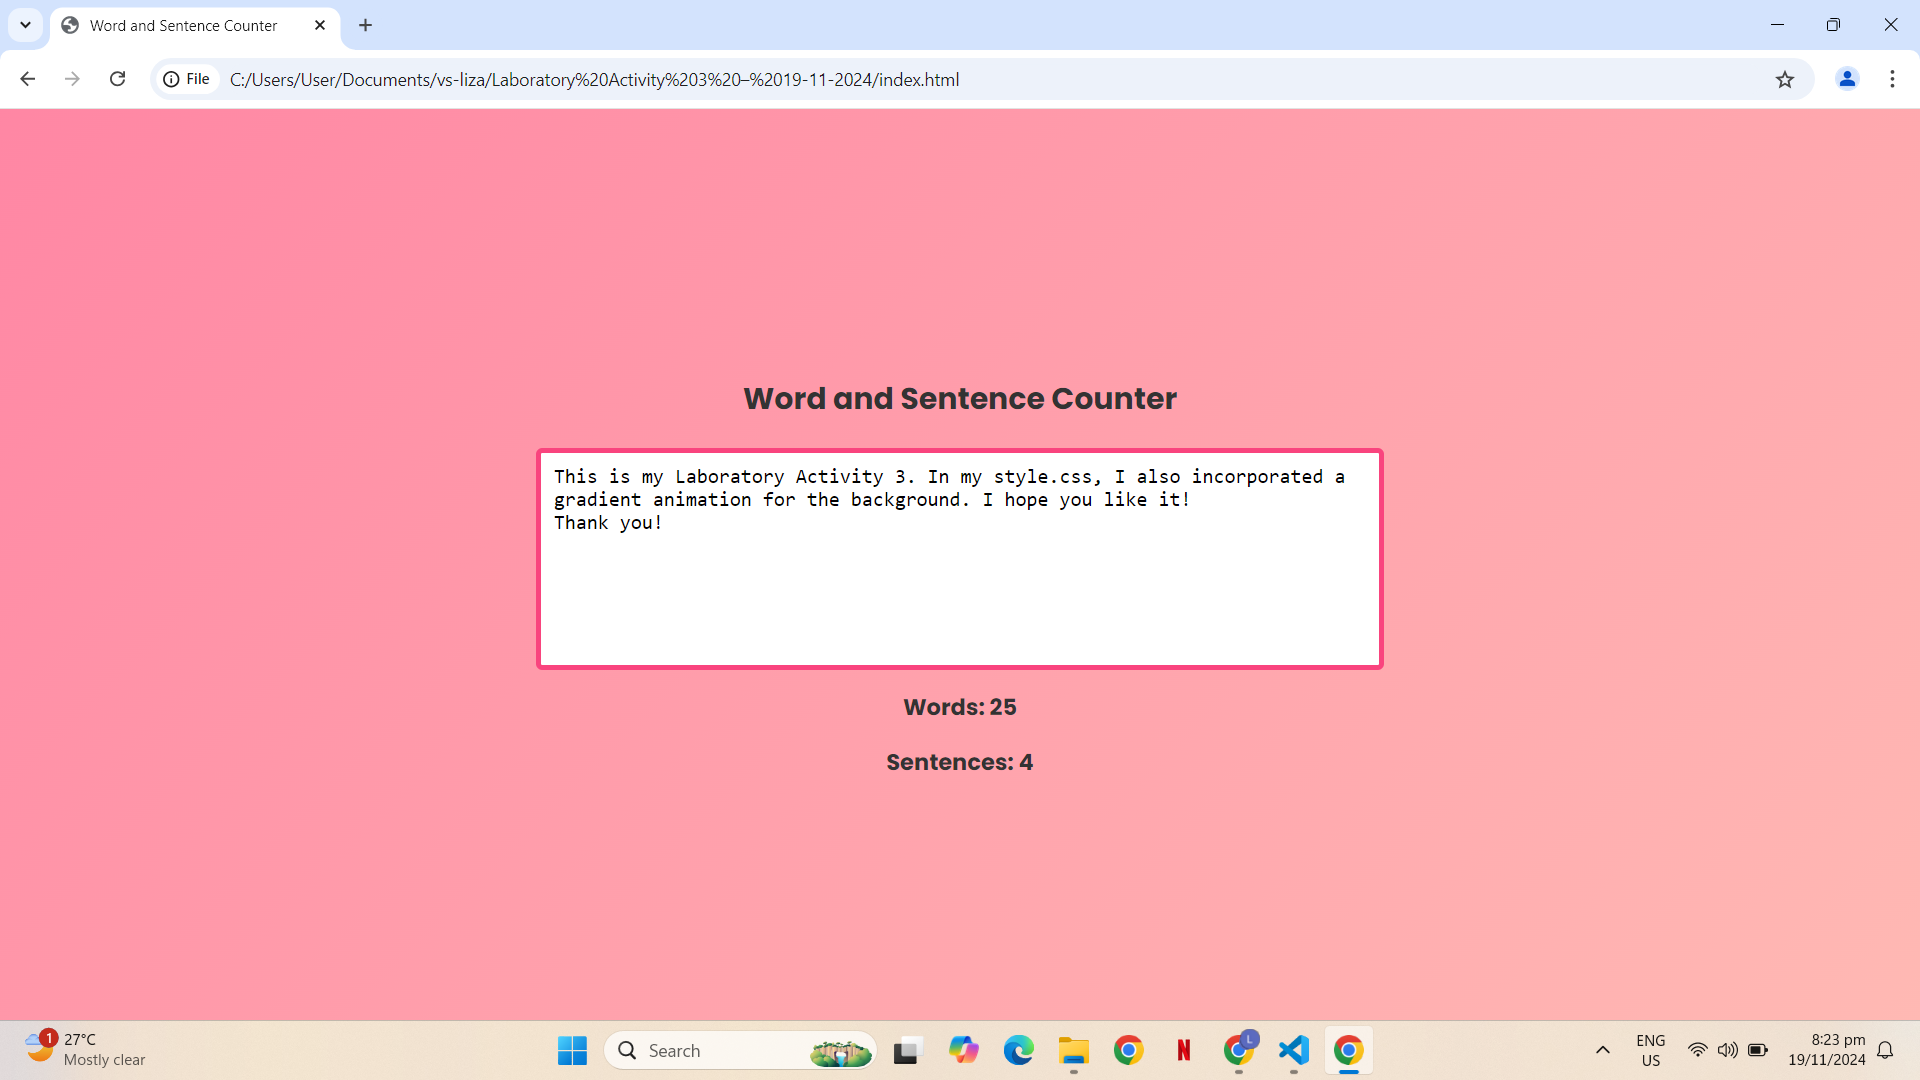 Word and Sentence Counter
File
C:/Users/User/Documents/vs-liza/Laboratory%20Activity%203%20–%2019-11-2024/index.html
Word and Sentence Counter
This is my Laboratory Activity 3. In my style.css, I also incorporated a
gradient animation for the background. I hope you like it!
Thank you!
Words: 25
Sentences: 4
1
27°C
Mostly clear
Search
N
L
ENG
US
8:23 pm
19/11/2024